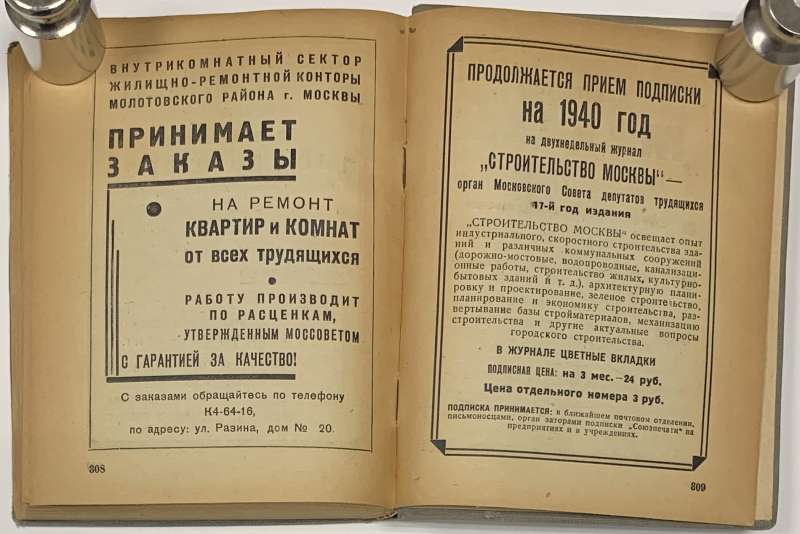 ВНУТРИКОМНАТНЫЙ СЕКТОР
ЖИЛИЩНО-РЕМОНТНОЙ КОНТОРЫ
МОЛОТОВСКОГО РАЙОНА г. МОСКВЫ
ПРИНИМАЕТ
ЗАКАЗЫ
НА РЕМОНТ
КВАРТИР и КОМНАТ
от всех трудящихся
РАБОТУ ПРОИЗВОДИТ
ПО РАСЦЕНКАМ,
УТВЕРЖДЕННЫМ МОССОВЕТОМ
С ГАРАНТИЕЙ ЗА КАЧЕСТВО!
С заказами обращайтесь по телефону
К4-64-16,
по адресу: ул. Разина, дом № 20.
808
ПРОДОЛЖАЕТСЯ ПРИЕМ ПОДПИСКИ
на 1940 год
на двухнедельный журнал
„СТРОИТЕЛЬСТВО МОСКВЫ“ —
орган Московского Совета депутатов трудящихся
17-й год издания
„СТРОИТЕЛЬСТВО МОСКВЫ“ освещает опыт
индустриального, скоростного строительства зда-
ний и различных коммунальных сооружений
(дорожно-мостовые, водопроводные, канализаци-
онные работы, строительство жилых, культурно-
бытовых зданий и т. д.), архитектурную плани-
ровку и проектирование, зеленое строительство,
планирование и экономику строительства, раз-
вертывание базы стройматериалов, механизацию
строительства и другие актуальные вопросы
городского строительства.
В ЖУРНАЛЕ ЦВЕТНЫЕ ВКЛАДКИ
ПОДПИСНАЯ ЦЕНА: на 3 мес. — 24 руб.
Цена отдельного номера 3 руб.
ПОДПИСКА ПРИНИМАЕТСЯ: в ближайшем почтовом отделении,
письмоносцами, орган заторами подписки „Союзпечати“ на
предприятиях и в учреждениях.
809